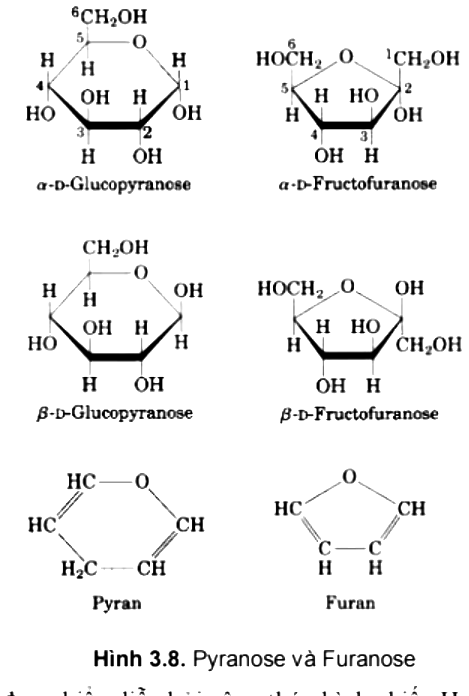 ⁶CH₂OH
5 O
H H H
4 1
HO OH H OH
3 2
H OH
α-D-Glucopyranose
6 1
HOCH₂ O CH₂OH
5 2
H H HO OH
4 3
OH H
α-D-Fructofuranose
CH₂OH
O
H H OH
HO OH H H
H OH
β-D-Glucopyranose
HOCH₂ O OH
H H HO CH₂OH
OH H
β-D-Fructofuranose
HC O
HC CH
H₂C CH
Pyran
O
HC CH
C C
H H
Furan
Hình 3.8. Pyranose và Furanose